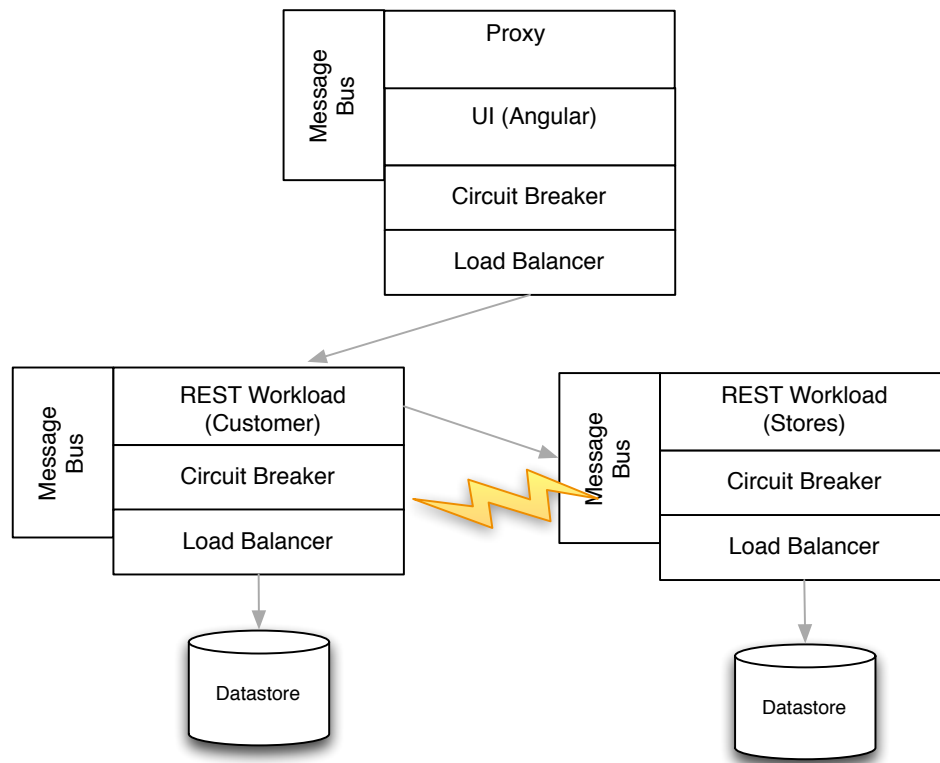 Proxy
Message
Bus
UI (Angular)
Circuit Breaker
Load Balancer
Message
Bus
REST Workload
(Customer)
Circuit Breaker
Load Balancer
Message
Bus
REST Workload
(Stores)
Circuit Breaker
Load Balancer
Datastore
Datastore